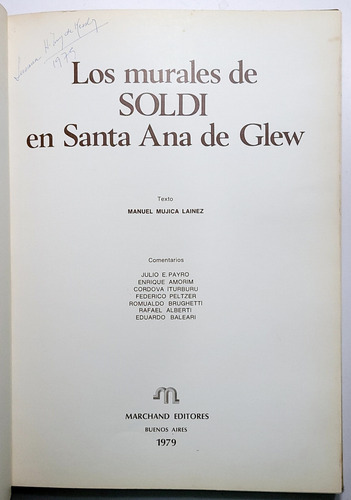 1979
Los murales de
SOLDI
en Santa Ana de Glew
Texto
MANUEL MUJICA LAINEZ
Comentarios
JULIO E. PAYRO
ENRIQUE AMORIM
CORDOVA ITURBURU
FEDERICO PELTZER
ROMUALDO BRUGHETTI
RAFAEL ALBERTI
EDUARDO BALEARI
MARCHAND EDITORES
BUENOS AIRES
1979